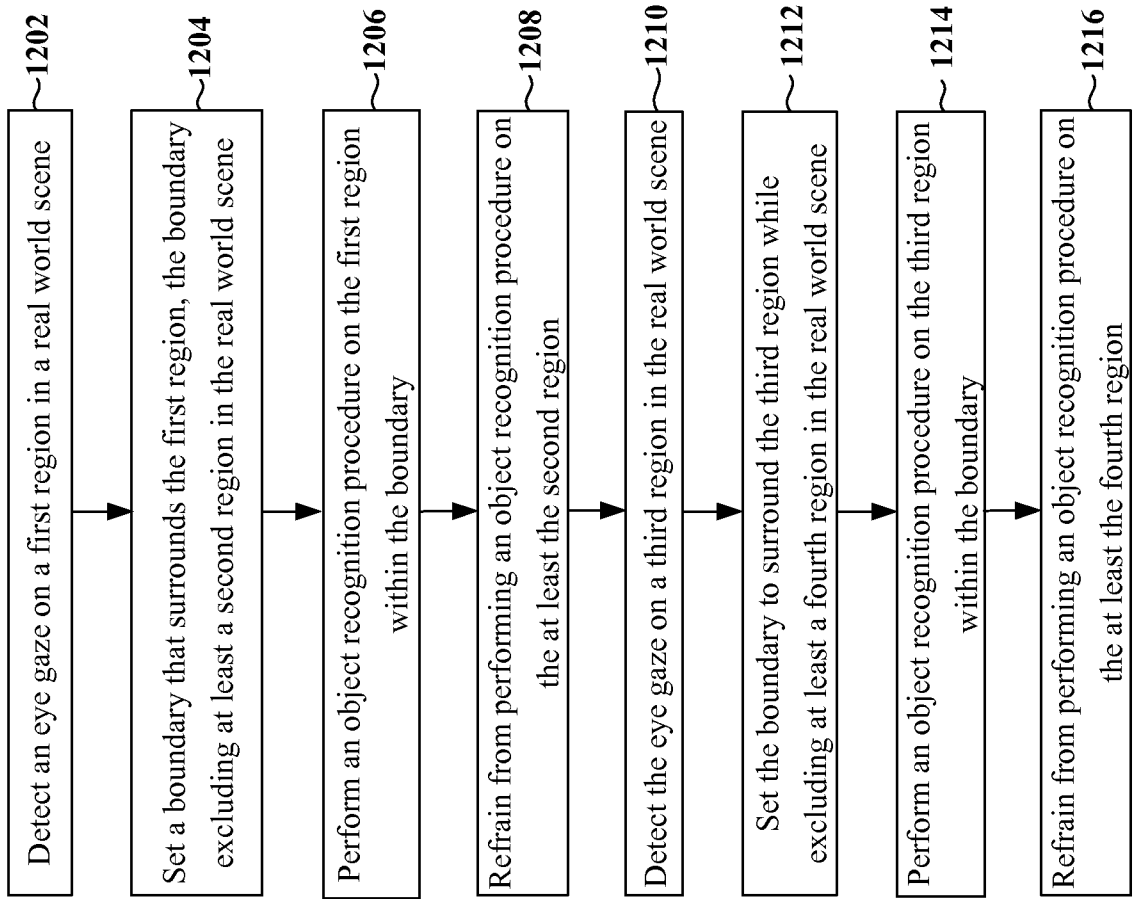 Detect an eye gaze on a first region in a real world scene
1202
Set a boundary that surrounds the first region, the boundary
excluding at least a second region in the real world scene
1204
Perform an object recognition procedure on the first region
within the boundary
1206
Refrain from performing an object recognition procedure on
the at least the second region
1208
Detect the eye gaze on a third region in the real world scene
1210
Set the boundary to surround the third region while
excluding at least a fourth region in the real world scene
1212
Perform an object recognition procedure on the third region
within the boundary
1214
Refrain from performing an object recognition procedure on
the at least the fourth region
1216